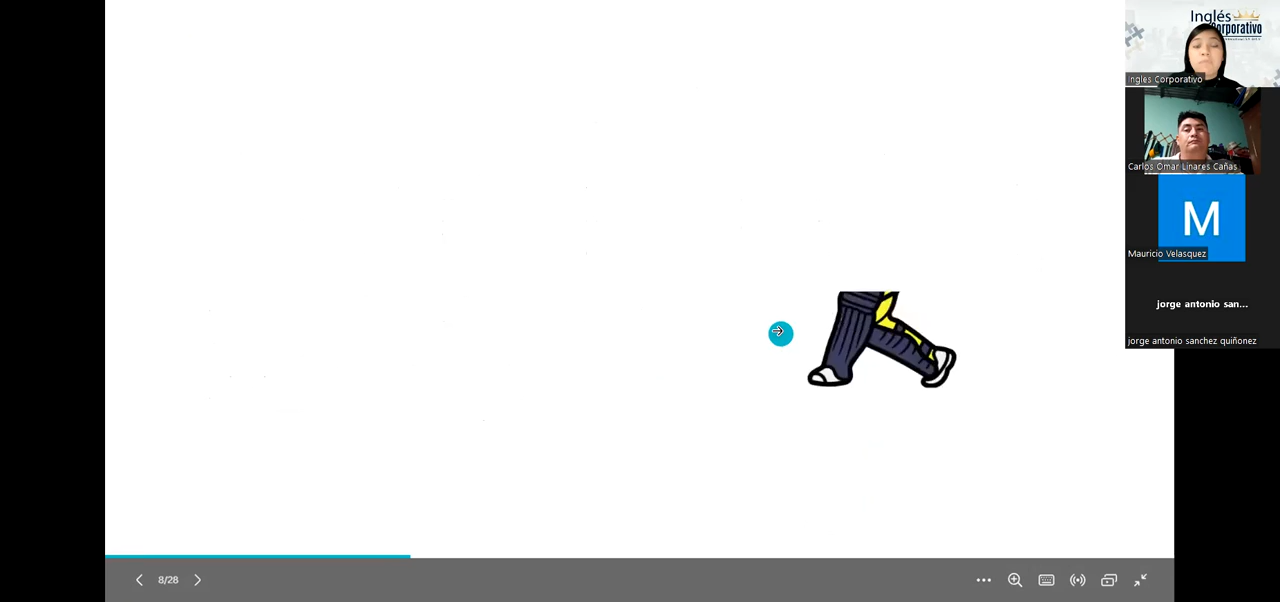 Inglés
Corporativo
Ingles Corporativo
Carlos Omar Linares Cañas
M
Mauricio Velasquez
jorge antonio san...
jorge antonio sanchez quiñonez
8/28